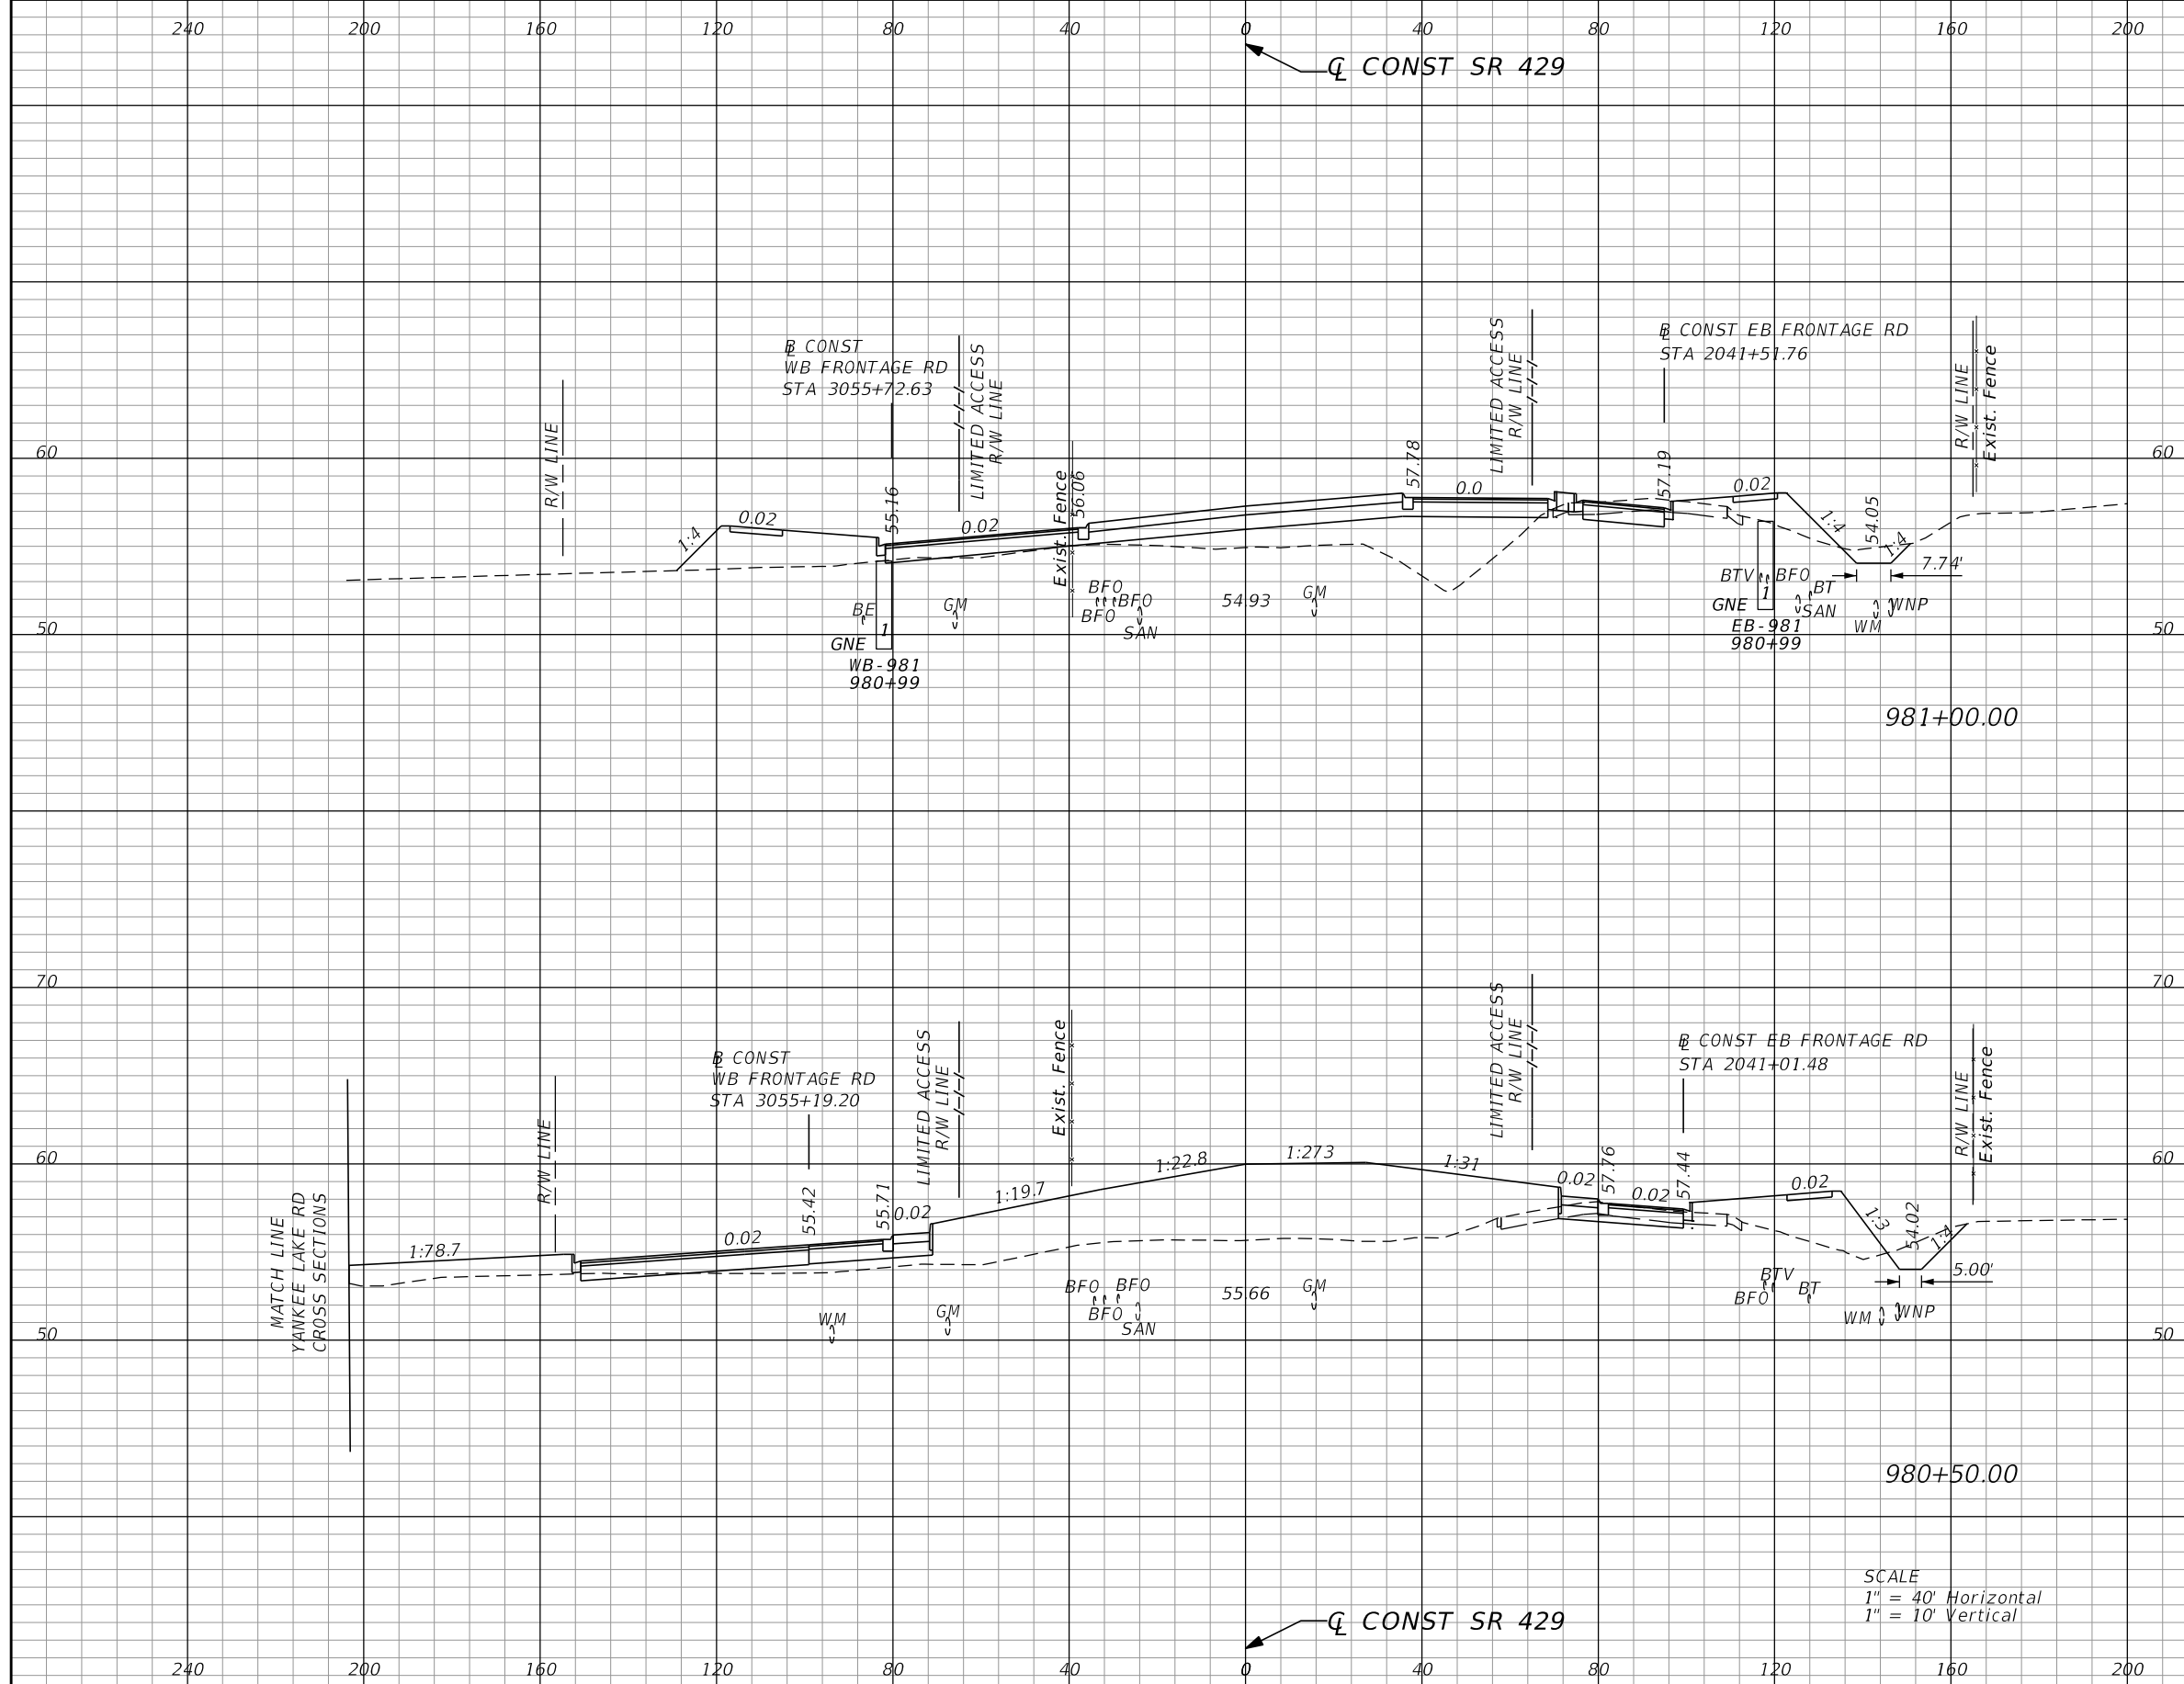 240 200 160 120 80 40 0 40 80 120 160 200
℄ CONST SR 429
℄ CONST EB FRONTAGE RD
STA 2041+51.76
℄ CONST
WB FRONTAGE RD
STA 3055+72.63
LIMITED ACCESS
R/W LINE
LIMITED ACCESS
R/W LINE
R/W LINE
Exist. Fence
R/W LINE
Exist. Fence
60 60
1:4
0.02
55.16
0.02
56.06
57.78
0.0
57.19
0.02
1:4
54.05
1:4
7.74'
BE
GM
BFO
BFO
BFO
SAN
54.93
GM
BTV
BFO
BT
GNE
1
SAN
WM
WNP
50 50
GNE
1
WB-981
980+99
EB-981
980+99
981+00.00
70 70
LIMITED ACCESS
R/W LINE
LIMITED ACCESS
R/W LINE
Exist. Fence
℄ CONST EB FRONTAGE RD
STA 2041+01.48
℄ CONST
WB FRONTAGE RD
STA 3055+19.20
R/W LINE
R/W LINE
Exist. Fence
60 60
MATCH LINE
YANKEE LAKE RD
CROSS SECTIONS
1:78.7
0.02
55.42
55.71
0.02
1:19.7
1:22.8
1:273
1:31
0.02
57.76
0.02
57.44
0.02
1:3
54.02
1:4
5.00'
WM
GM
BFO
BFO
BFO
SAN
55.66
GM
BTV
BFO
BT
WM
WNP
50 50
980+50.00
SCALE
1" = 40' Horizontal
1" = 10' Vertical
℄ CONST SR 429
240 200 160 120 80 40 0 40 80 120 160 200